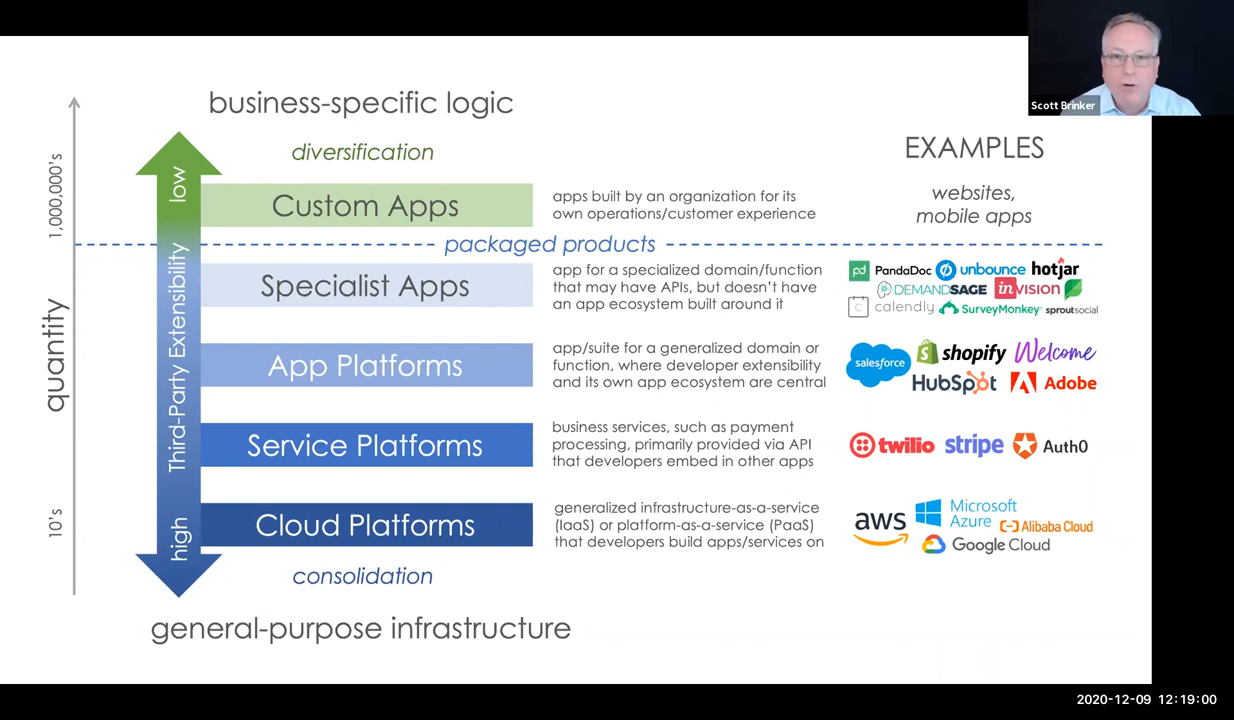 Scott Brinker
business-specific logic
diversification
EXAMPLES
quantity
1,000,000's
10's
low
Third-Party Extensibility
high
Custom Apps
apps built by an organization for its
own operations/customer experience
websites,
mobile apps
packaged products
Specialist Apps
app for a specialized domain/function
that may have APIs, but doesn't have
an app ecosystem built around it
pd PandaDoc unbounce hotjar
DEMANDSAGE invision
calendly SurveyMonkey sproutsocial
App Platforms
app/suite for a generalized domain or
function, where developer extensibility
and its own app ecosystem are central
salesforce shopify Welcome
HubSpot Adobe
Service Platforms
business services, such as payment
processing, primarily provided via API
that developers embed in other apps
twilio stripe Auth0
Cloud Platforms
generalized infrastructure-as-a-service
(IaaS) or platform-as-a-service (PaaS)
that developers build apps/services on
aws Microsoft
Azure Alibaba Cloud
Google Cloud
consolidation
general-purpose infrastructure
2020-12-09 12:19:00